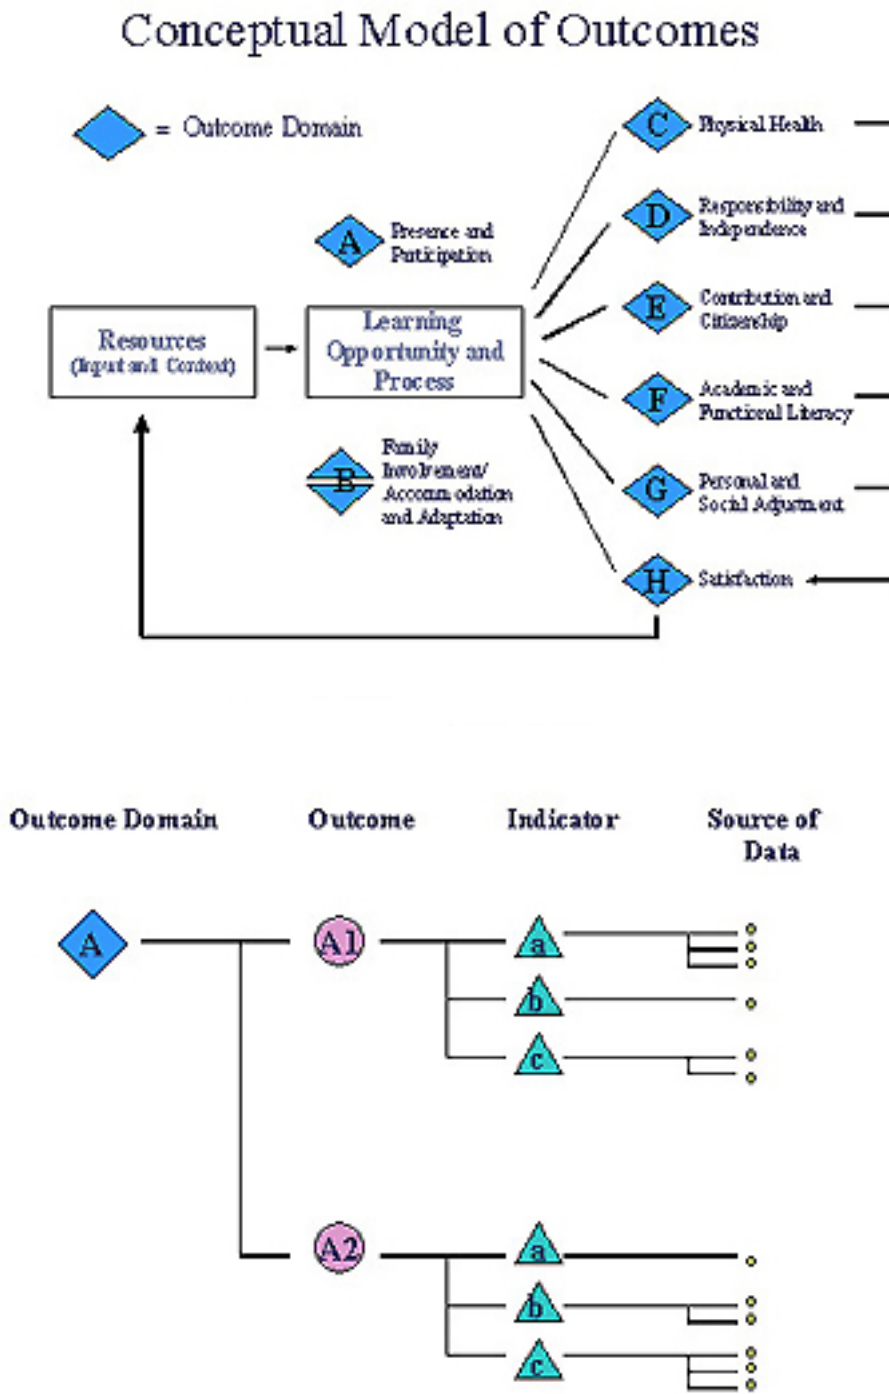 Conceptual Model of Outcomes
= Outcome Domain
C
Physical Health
D
Responsibility and
Independence
A
Presence and
Participation
E
Contribution and
Citizenship
Resources
(Input and Context)
Learning
Opportunity and
Process
F
Academic and
Functional Literacy
B
Family
Involvement/
Accommodation
and Adaptation
G
Personal and
Social Adjustment
H
Satisfaction
Outcome Domain
Outcome
Indicator
Source of
Data
A
A1
a
b
c
A2
a
b
c